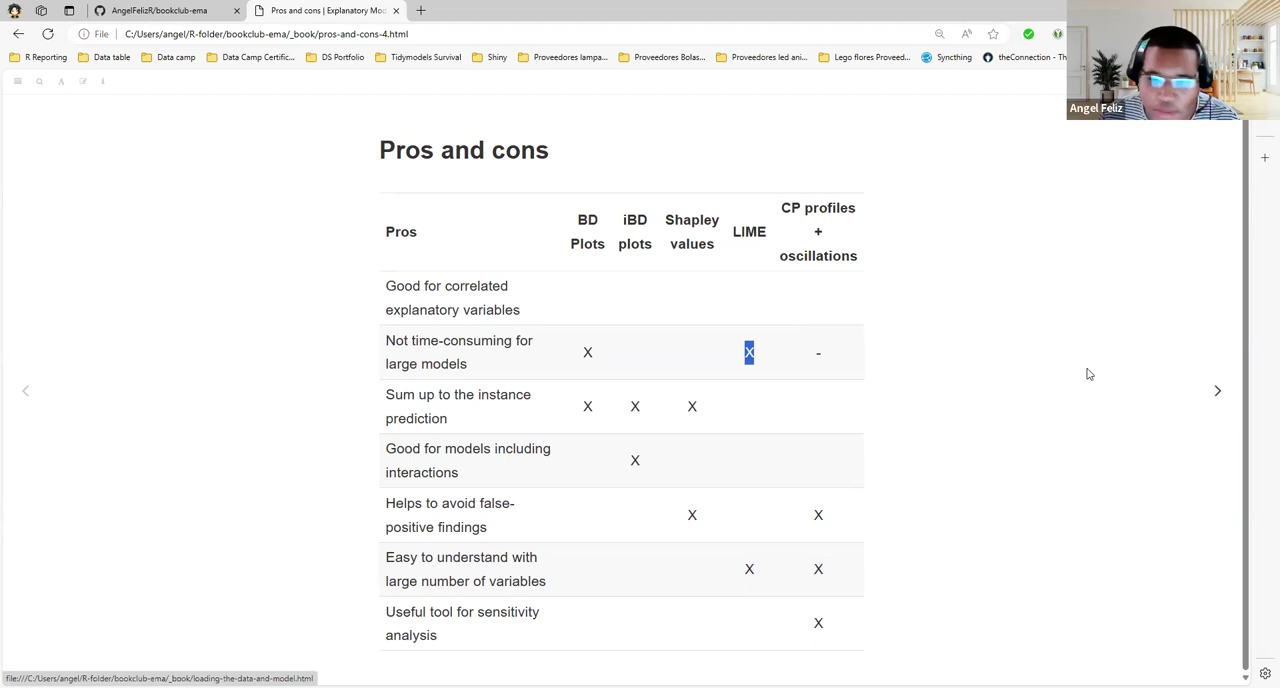 AngelFelizR/bookclub-ema
Pros and cons | Explanatory Mod
File C:/Users/angel/R-folder/bookclub-ema/_book/pros-and-cons-4.html
R Reporting Data table Data camp Data Camp Certific... DS Portfolio Tidymodels Survival Shiny Proveedores lampa... Proveedores Bolas... Proveedores led ani... Lego flores Proveed... Syncthing theConnection - Th
Angel Feliz
Pros and cons
Pros BD Plots iBD plots Shapley values LIME CP profiles + oscillations
Good for correlated
explanatory variables
Not time-consuming for
large models X X -
Sum up to the instance
prediction X X X
Good for models including
interactions X
Helps to avoid false-
positive findings X X
Easy to understand with
large number of variables X X
Useful tool for sensitivity
analysis X
file:///C:/Users/angel/R-folder/bookclub-ema/_book/loading-the-data-and-model.html